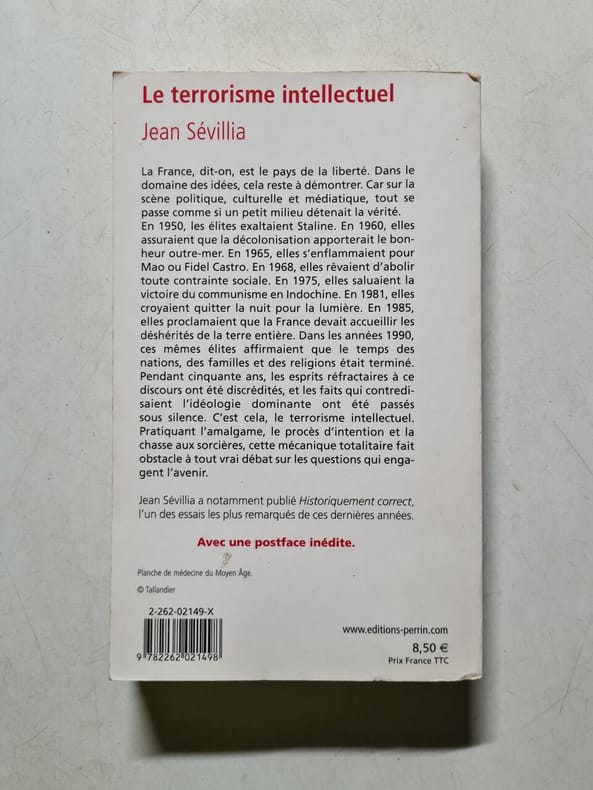 Le terrorisme intellectuel
Jean Sévillia
La France, dit-on, est le pays de la liberté. Dans le
domaine des idées, cela reste à démontrer. Car sur la
scène politique, culturelle et médiatique, tout se
passe comme si un petit milieu détenait la vérité.
En 1950, les élites exaltaient Staline. En 1960, elles
assuraient que la décolonisation apporterait le bon-
heur outre-mer. En 1965, elles s'enflammaient pour
Mao ou Fidel Castro. En 1968, elles rêvaient d'abolir
toute contrainte sociale. En 1975, elles saluaient la
victoire du communisme en Indochine. En 1981, elles
croyaient quitter la nuit pour la lumière. En 1985,
elles proclamaient que la France devait accueillir les
déshérités de la terre entière. Dans les années 1990,
ces mêmes élites affirmaient que le temps des
nations, des familles et des religions était terminé.
Pendant cinquante ans, les esprits réfractaires à ce
discours ont été discrédités, et les faits qui contredi-
saient l'idéologie dominante ont été passés
sous silence. C'est cela, le terrorisme intellectuel.
Pratiquant l'amalgame, le procès d'intention et la
chasse aux sorcières, cette mécanique totalitaire fait
obstacle à tout vrai débat sur les questions qui enga-
gent l'avenir.
Jean Sévillia a notamment publié Historiquement correct,
l'un des essais les plus remarqués de ces dernières années.
Avec une postface inédite.
Planche de médecine du Moyen Âge.
© Tallandier
2-262-02149-X
9 782262 021498
www.editions-perrin.com
8,50 €
Prix France TTC